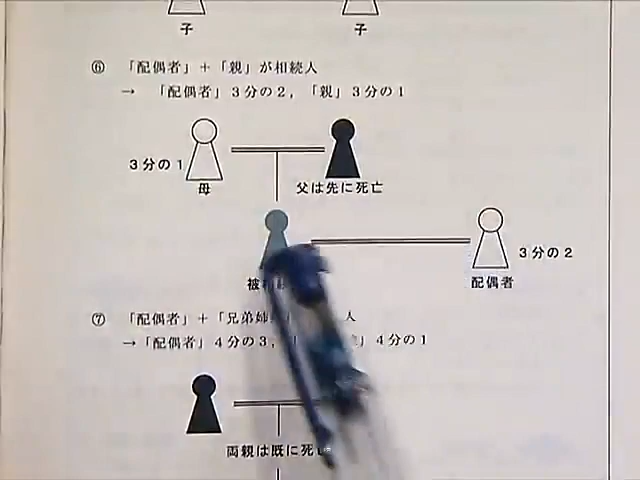 子 子
⑥ 「配偶者」＋「親」が相続人
→ 「配偶者」３分の２，「親」３分の１
３分の１
母 父は先に死亡
３分の２
被 配偶者
⑦ 「配偶者」＋「兄弟姉 人
→「配偶者」４分の３， 」４分の１
両親は既に死